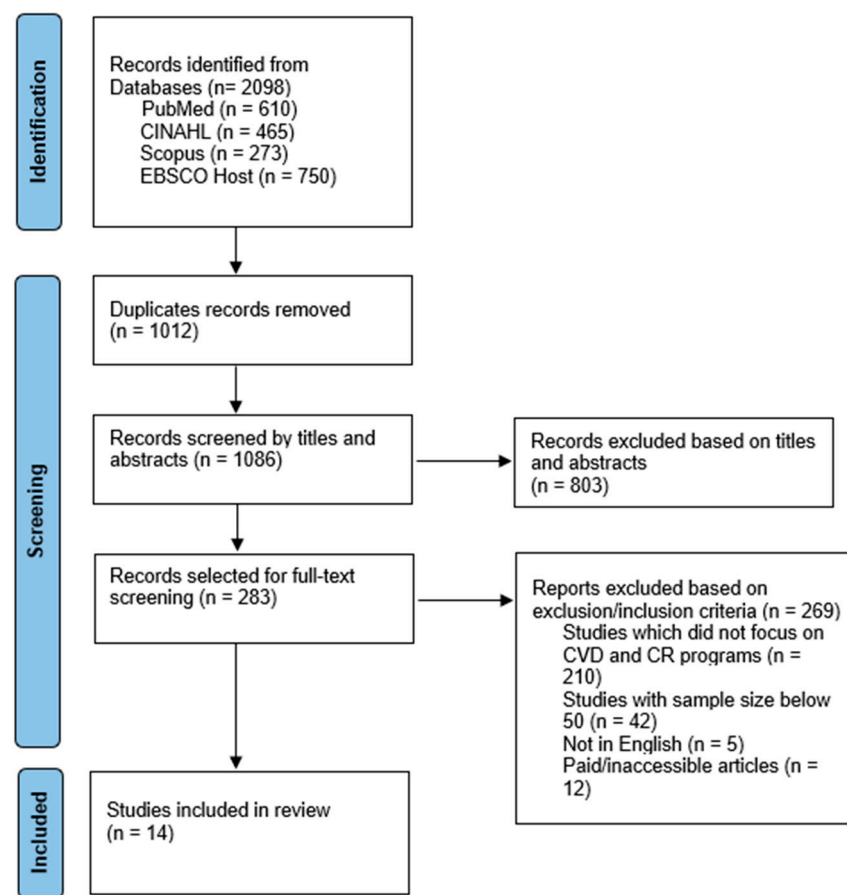 Identification
Records identified from
Databases (n= 2098)
PubMed (n = 610)
CINAHL (n = 465)
Scopus (n = 273)
EBSCO Host (n = 750)
Screening
Duplicates records removed
(n = 1012)
Records screened by titles and
abstracts (n = 1086)
Records excluded based on titles
and abstracts
(n = 803)
Records selected for full-text
screening (n = 283)
Reports excluded based on
exclusion/inclusion criteria (n = 269)
Studies which did not focus on
CVD and CR programs (n =
210)
Studies with sample size below
50 (n = 42)
Not in English (n = 5)
Paid/inaccessible articles (n =
12)
Included
Studies included in review
(n = 14)